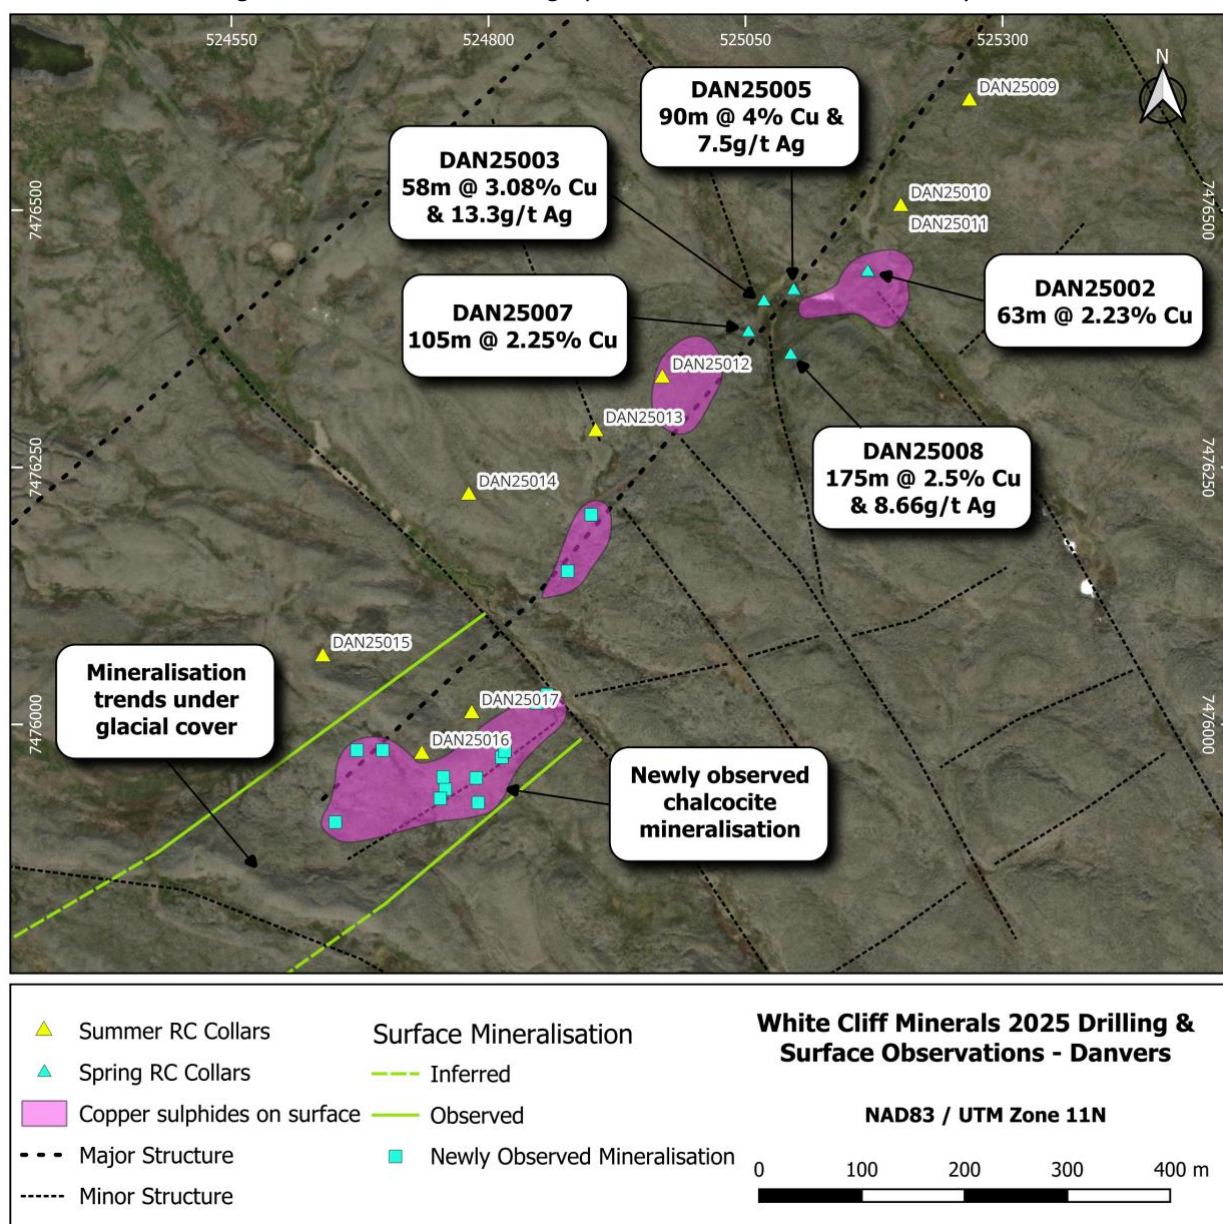 524550
524800
525050
525300
N
DAN25009
DAN25005
90m @ 4% Cu &
7.5g/t Ag
DAN25003
58m @ 3.08% Cu
& 13.3g/t Ag
7476500
DAN25010
DAN25011
7476500
DAN25007
105m @ 2.25% Cu
DAN25002
63m @ 2.23% Cu
DAN25012
DAN25013
DAN25008
175m @ 2.5% Cu
& 8.66g/t Ag
7476250
DAN25014
7476250
DAN25015
Mineralisation
trends under
glacial cover
DAN25017
7476000
DAN25016
7476000
Newly observed
chalcocite
mineralisation
Summer RC Collars
Spring RC Collars
Copper sulphides on surface
Major Structure
Minor Structure
Surface Mineralisation
Inferred
Observed
Newly Observed Mineralisation
White Cliff Minerals 2025 Drilling &
Surface Observations - Danvers
NAD83 / UTM Zone 11N
0 100 200 300 400 m